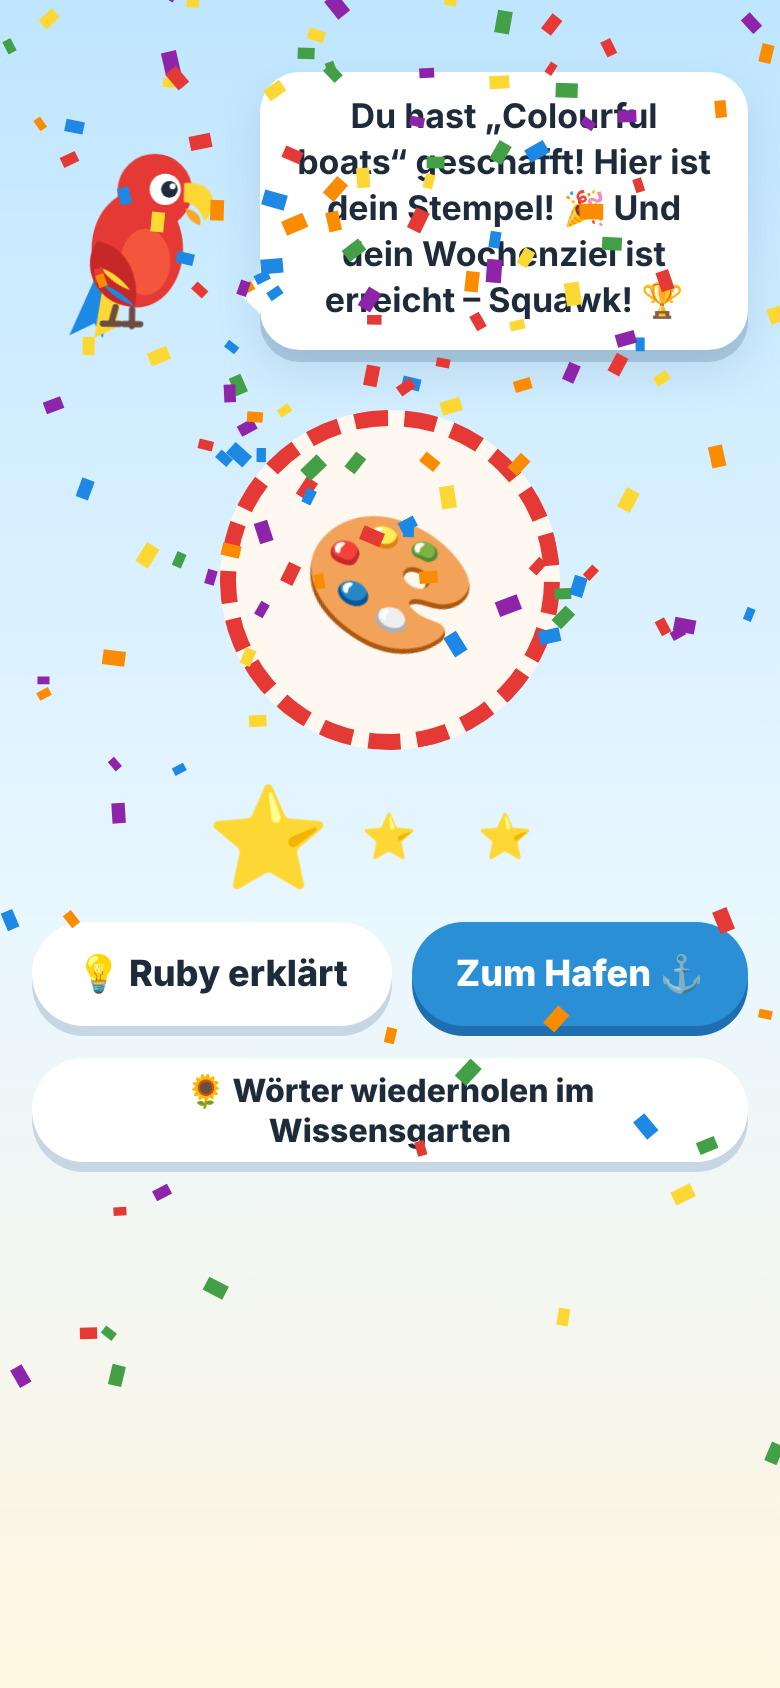 Du hast „Colourful
boats“ geschafft! Hier ist
dein Stempel! 🎉 Und
dein Wochenziel ist
erreicht – Squawk! 🏆
💡 Ruby erklärt
Zum Hafen ⚓
🌻 Wörter wiederholen im
Wissensgarten